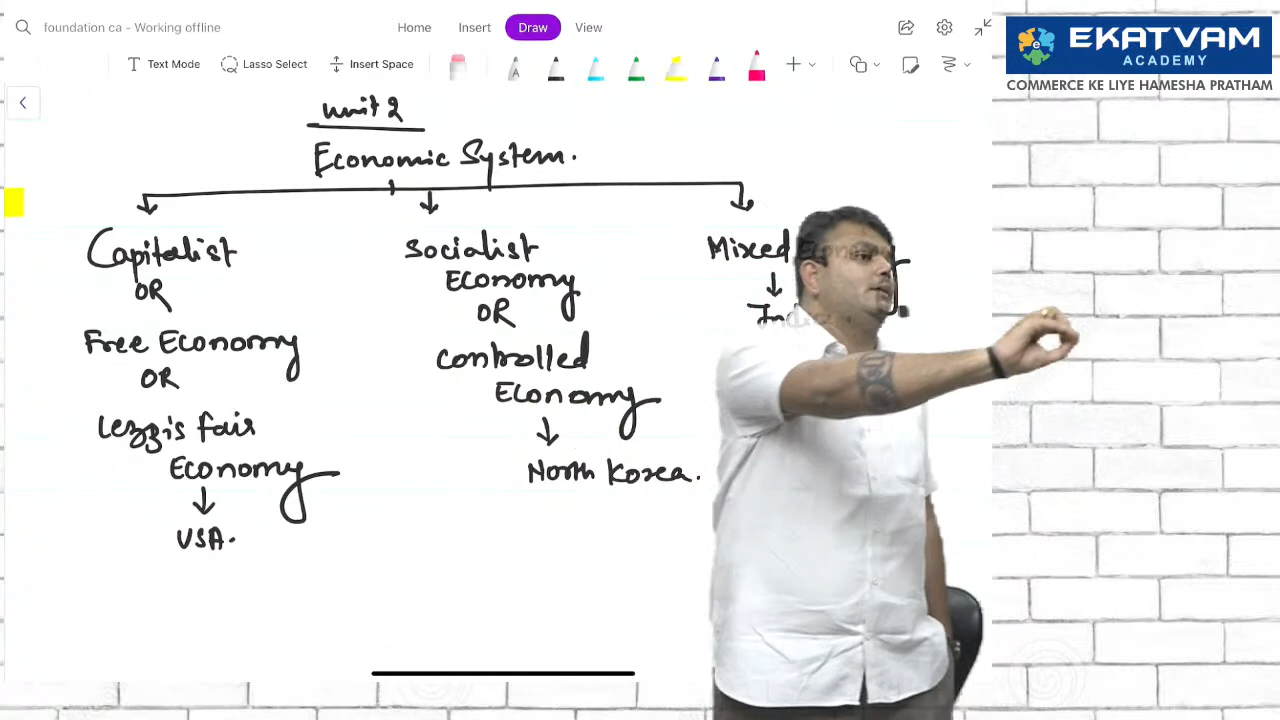 foundation ca - Working offline
Home
Insert
Draw
View
Text Mode
Lasso Select
Insert Space
A
EKATVAM
ACADEMY
COMMERCE KE LIYE HAMESHA PRATHAM
Unit 2
Economic System.
Capitalist
OR
Free Economy
OR
Lezzis fair
Economy
USA.
Socialist
Economy
OR
Controlled
Economy
North Korea.
Mixed